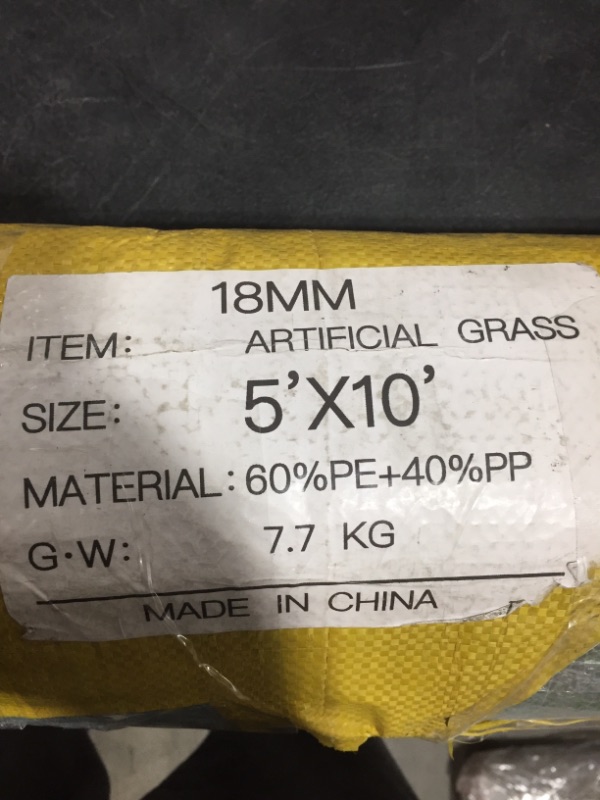 18MM
ITEM: ARTIFICIAL GRASS
SIZE: 5'X10'
MATERIAL: 60%PE+40%PP
G·W: 7.7 KG
MADE IN CHINA